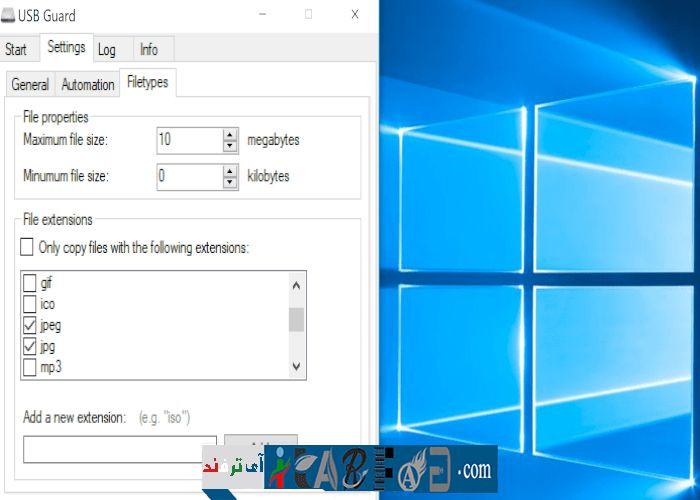 USB Guard
Start Settings Log Info
General Automation Filetypes
File properties
Maximum file size: 10 megabytes
Minumum file size: 0 kilobytes
File extensions
Only copy files with the following extensions:
gif
ico
jpeg
jpg
mp3
Add a new extension: (e.g. "iso")
آی ترفند
.com